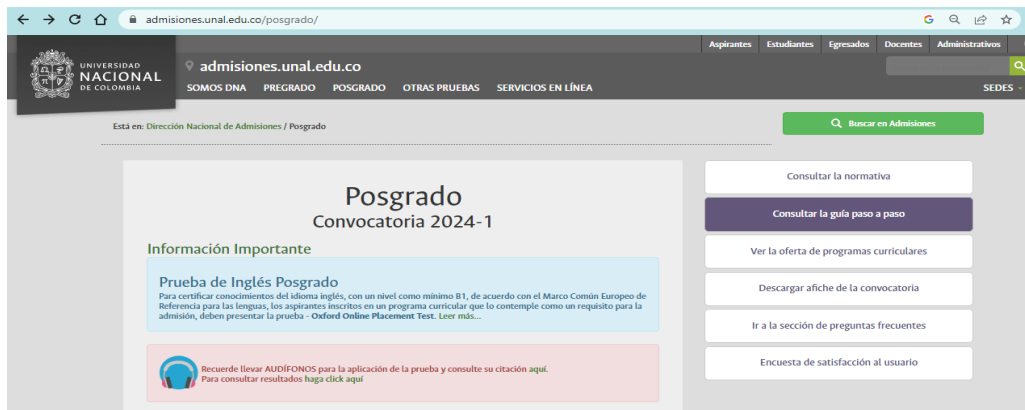 admisiones.unal.edu.co/posgrado/
Aspirantes Estudiantes Egresados Docentes Administrativos
UNIVERSIDAD
NACIONAL
DE COLOMBIA
admisiones.unal.edu.co
SOMOS DNA PREGRADO POSGRADO OTRAS PRUEBAS SERVICIOS EN LÍNEA SEDES
Está en: Dirección Nacional de Admisiones / Posgrado
Buscar en Admisiones
Posgrado
Convocatoria 2024-1
Información Importante
Prueba de Inglés Posgrado
Para certificar conocimientos del idioma inglés, con un nivel como mínimo B1, de acuerdo con el Marco Común Europeo de
Referencia para las lenguas, los aspirantes inscritos en un programa curricular que lo contemple como un requisito para la
admisión, deben presentar la prueba - Oxford Online Placement Test. Leer más...
Recuerde llevar AUDÍFONOS para la aplicación de la prueba y consulte su citación aquí.
Para consultar resultados haga click aquí
Consultar la normativa
Consultar la guía paso a paso
Ver la oferta de programas curriculares
Descargar afiche de la convocatoria
Ir a la sección de preguntas frecuentes
Encuesta de satisfacción al usuario